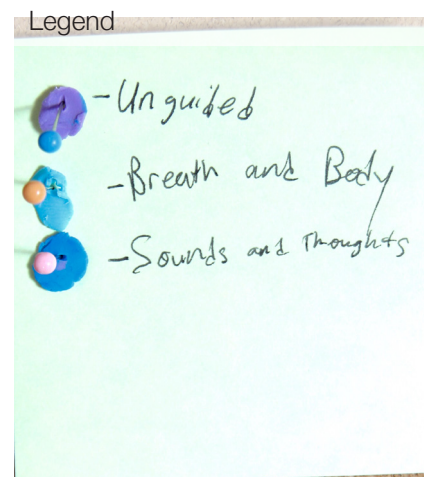 Legend
- Unguided
- Breath and Body
- Sounds and Thoughts